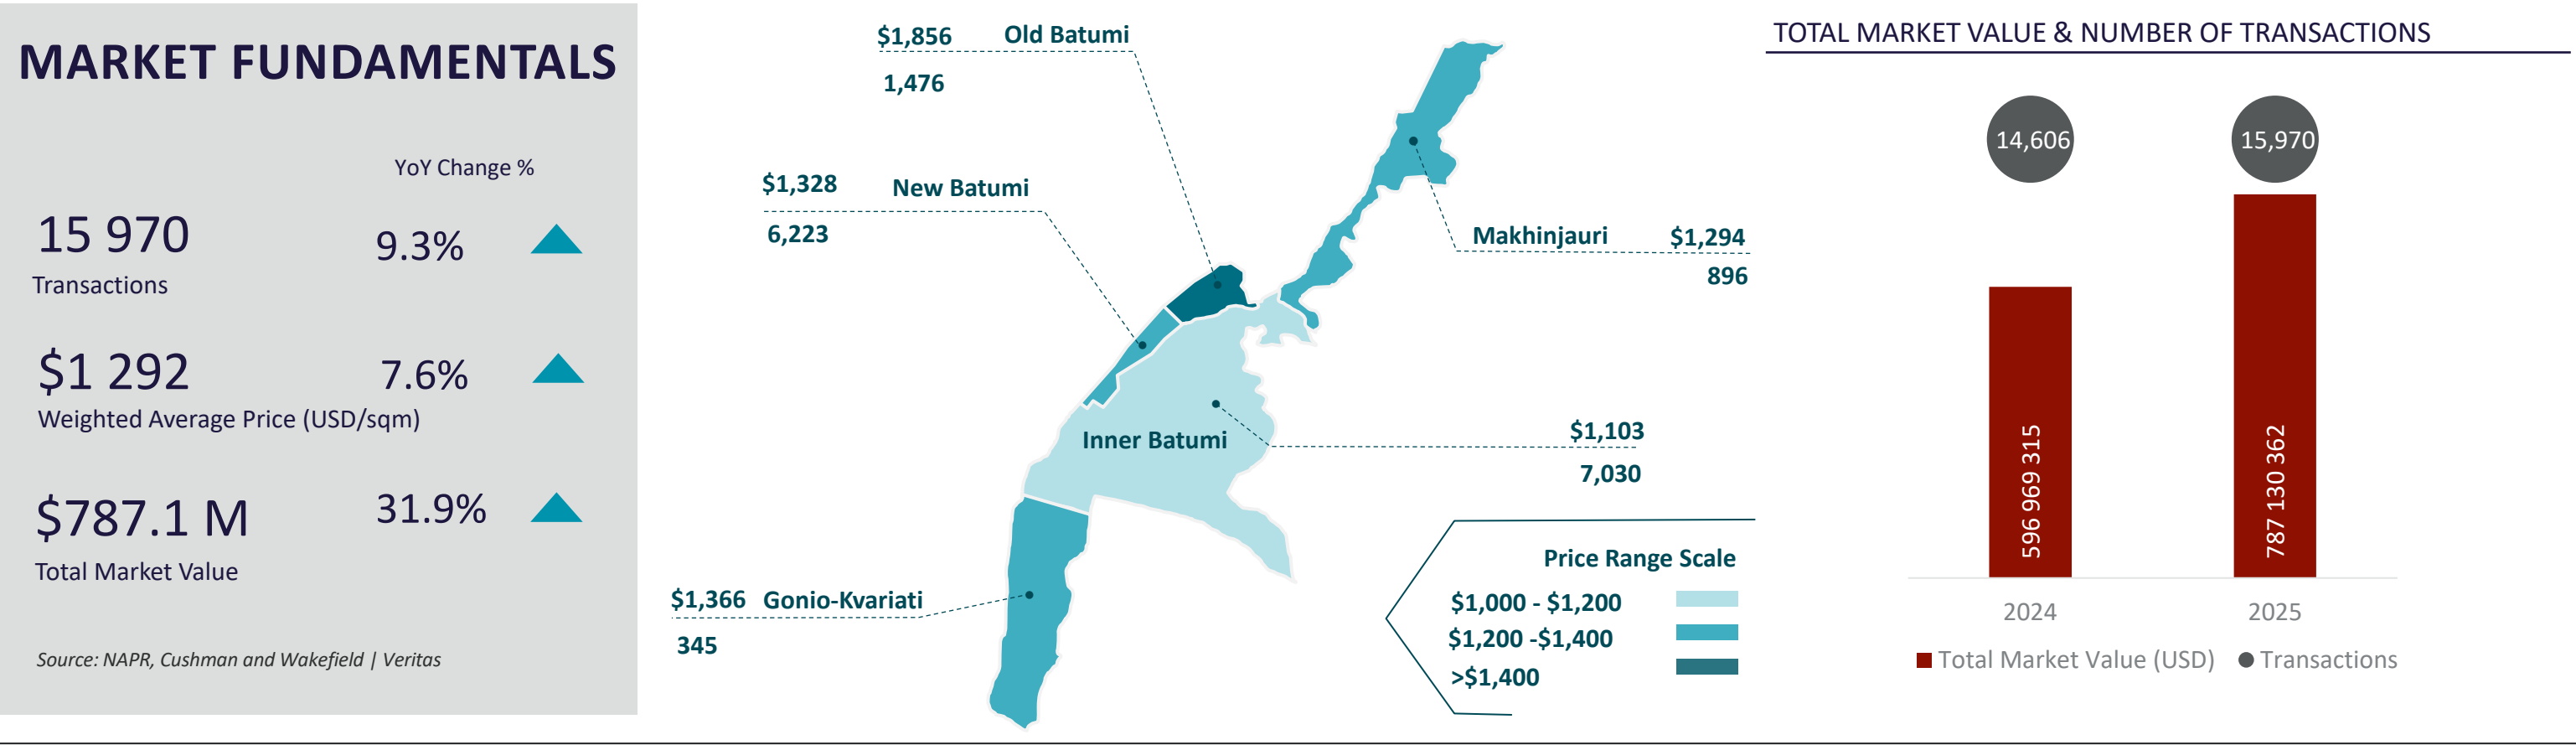 MARKET FUNDAMENTALS
YoY Change %
15 970
9.3%
Transactions
$1 292
7.6%
Weighted Average Price (USD/sqm)
$787.1 M
31.9%
Total Market Value
Source: NAPR, Cushman and Wakefield | Veritas
$1,856 Old Batumi
1,476
$1,328 New Batumi
6,223
Makhinjauri $1,294
896
Inner Batumi
$1,103
7,030
$1,366 Gonio-Kvariati
345
Price Range Scale
$1,000 - $1,200
$1,200 -$1,400
>$1,400
TOTAL MARKET VALUE & NUMBER OF TRANSACTIONS
14,606
15,970
596 969 315
787 130 362
2024
2025
Total Market Value (USD)
Transactions